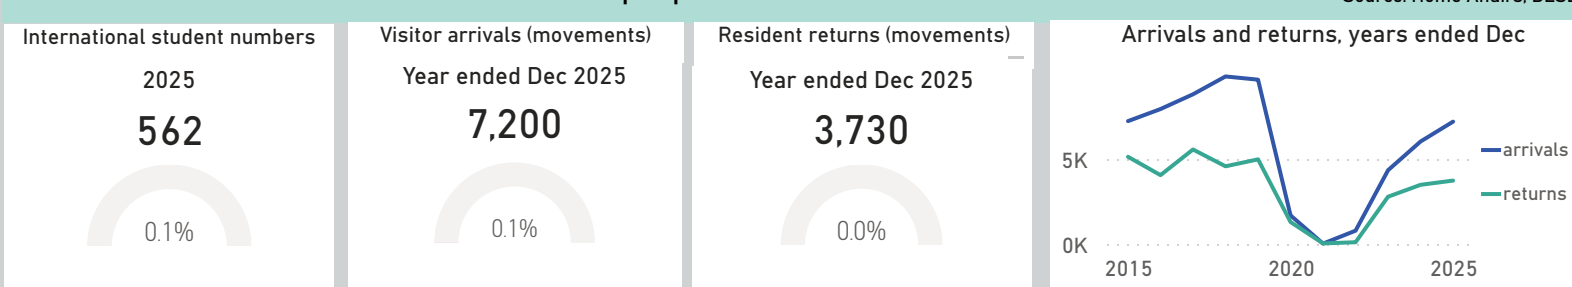 International student numbers
2025
562
0.1%
Visitor arrivals (movements)
Year ended Dec 2025
7,200
0.1%
Resident returns (movements)
Year ended Dec 2025
3,730
0.0%
Arrivals and returns, years ended Dec
5K
0K
2015
2020
2025
arrivals
returns